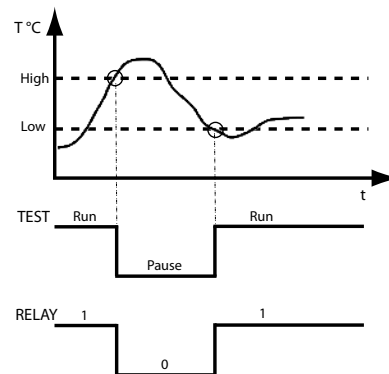 T °C
High
Low
t
TEST Run Run
Pause
RELAY 1 1
0